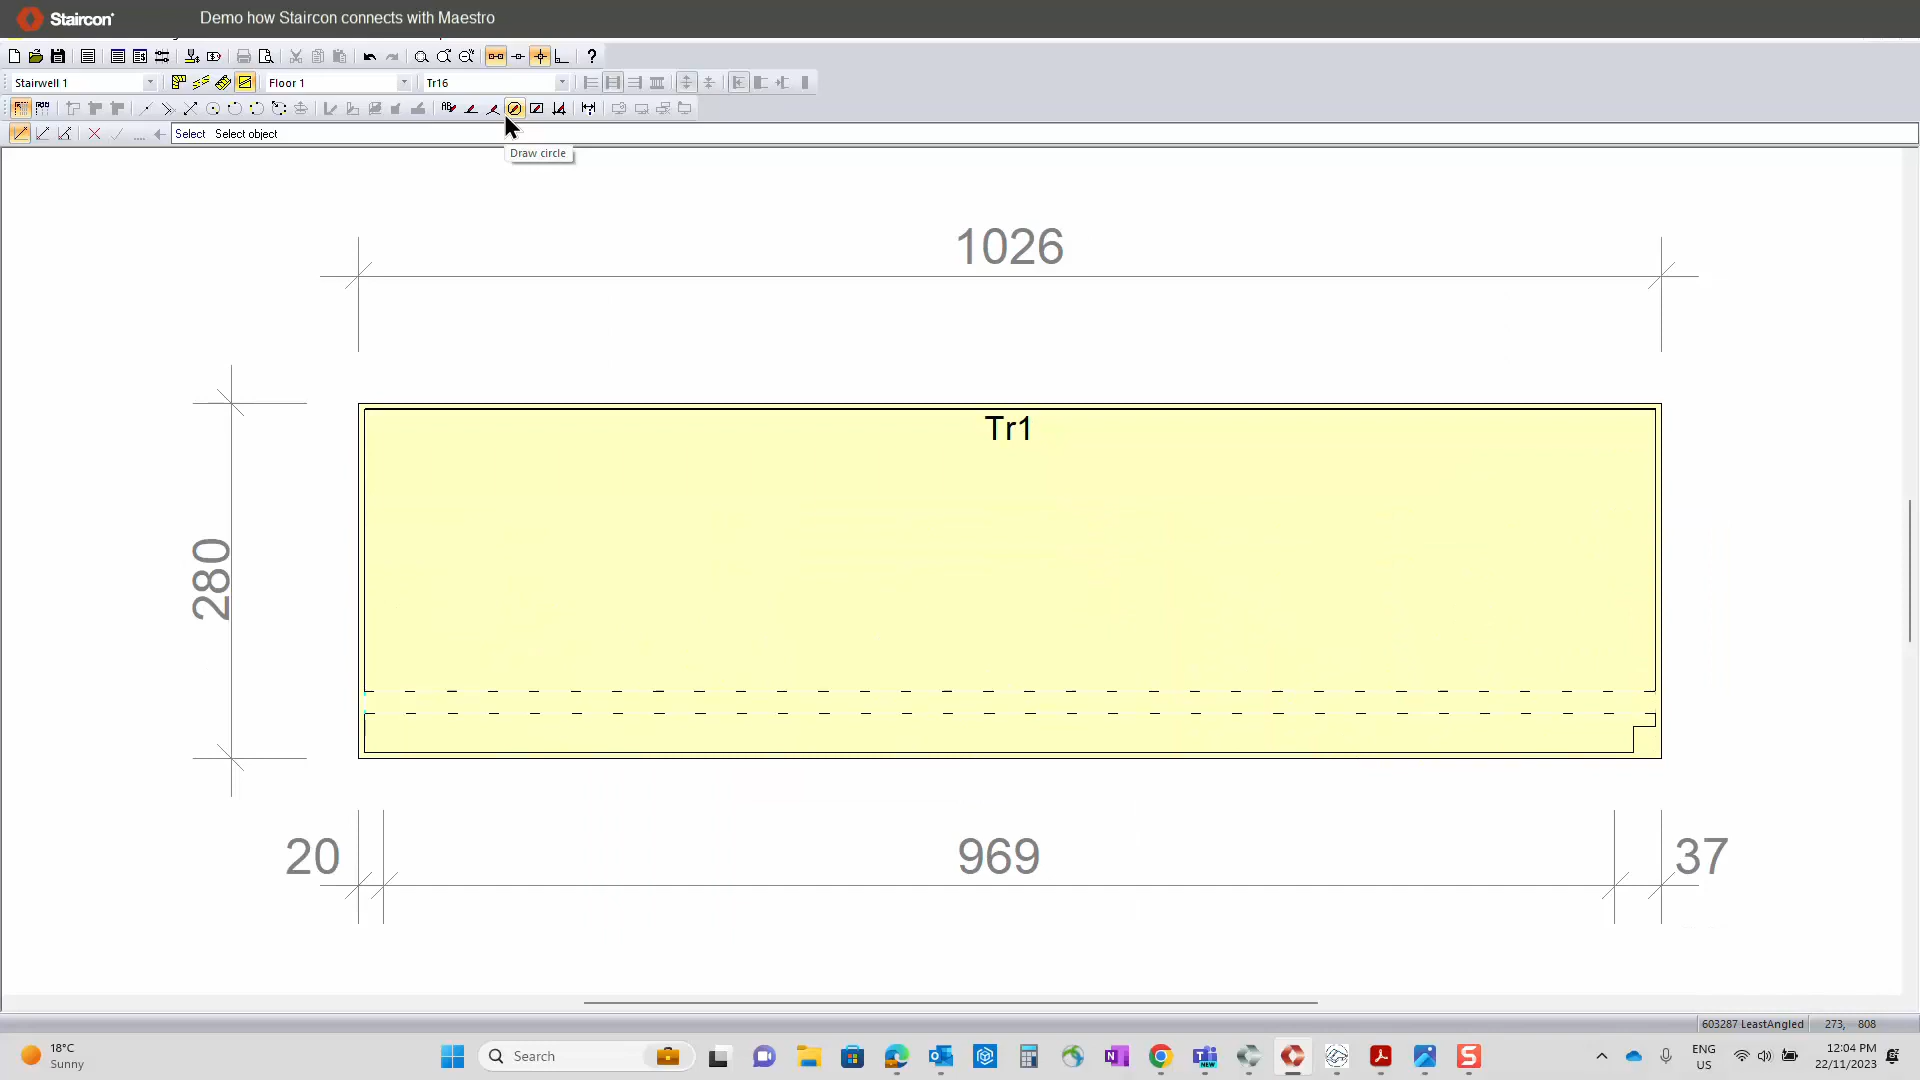 Staircon
Demo how Staircon connects with Maestro
Stairwell 1
Floor 1
Tr16
Select Select object
Draw circle
1026
Tr1
280
20
969
37
603287 LeastAngled
273, 808
18°C
Sunny
Search
ENG
US
12:04 PM
22/11/2023